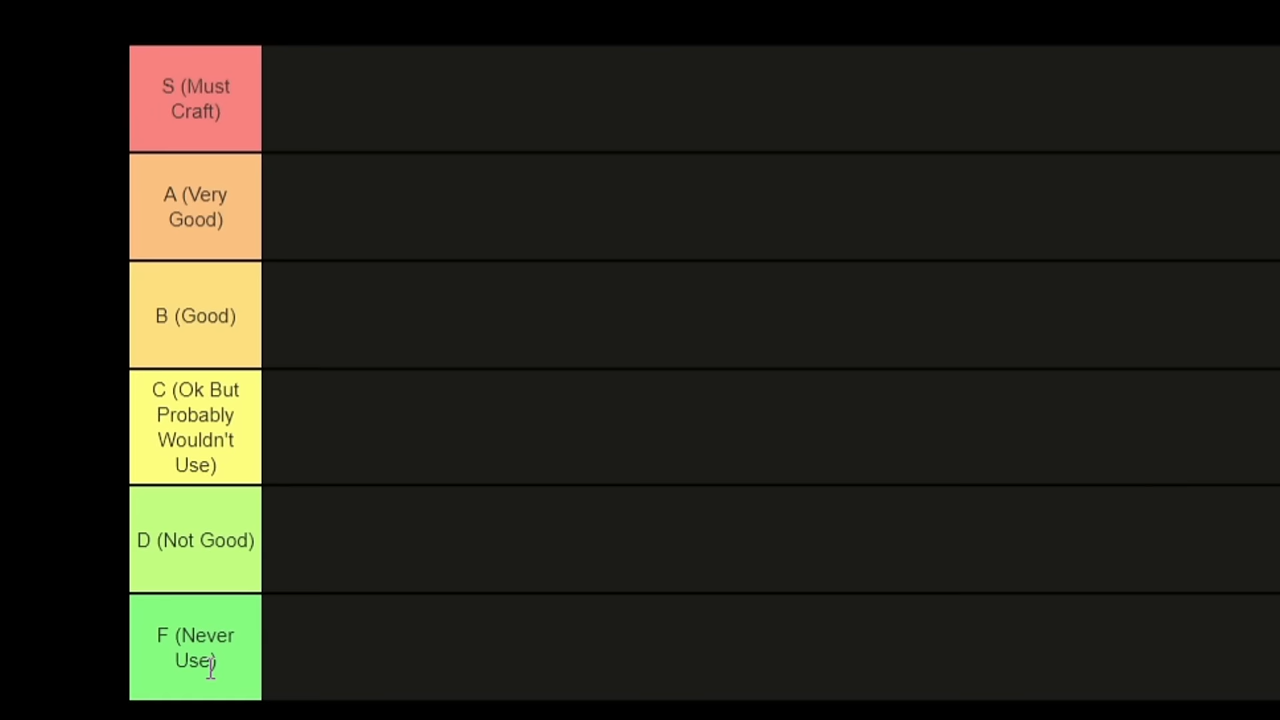 S (Must
Craft)
A (Very
Good)
B (Good)
C (Ok But
Probably
Wouldn't
Use)
D (Not Good)
F (Never
Use)